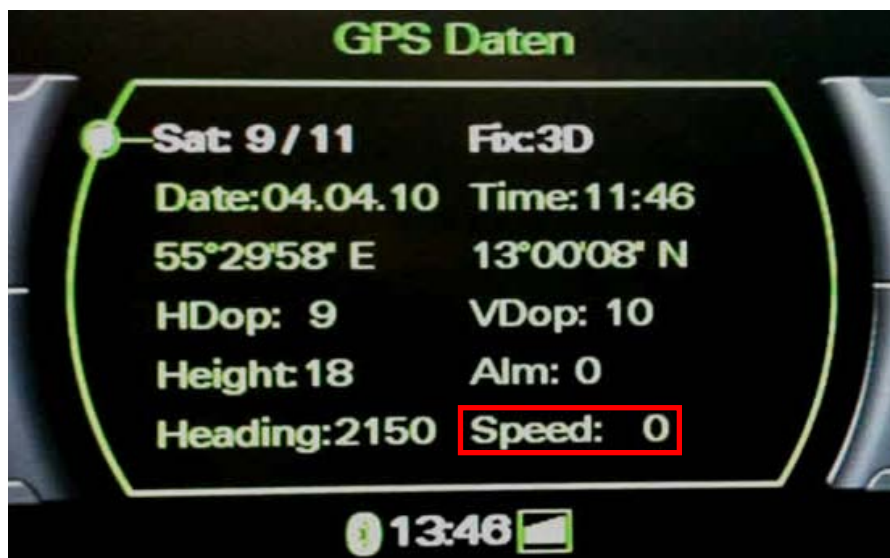 GPS Daten
Sat: 9/11 Fix:3D
Date:04.04.10 Time:11:46
55°29'58" E 13°00'08" N
HDop: 9 VDop: 10
Height:18 Alm: 0
Heading:2150 Speed: 0
13:46